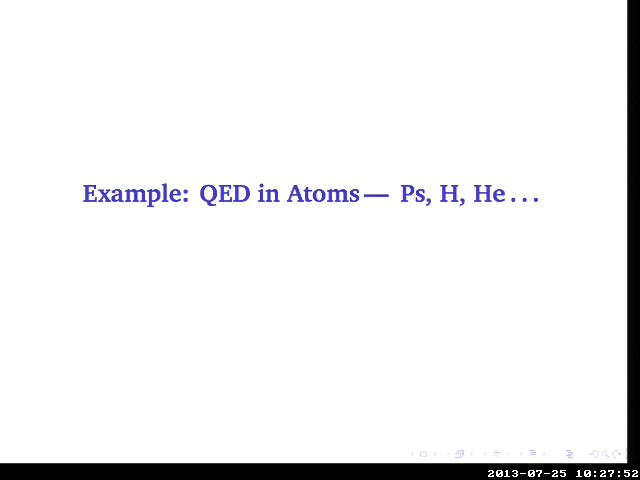 Example: QED in Atoms — Ps, H, He . . .
2013-07-25 10:27:52